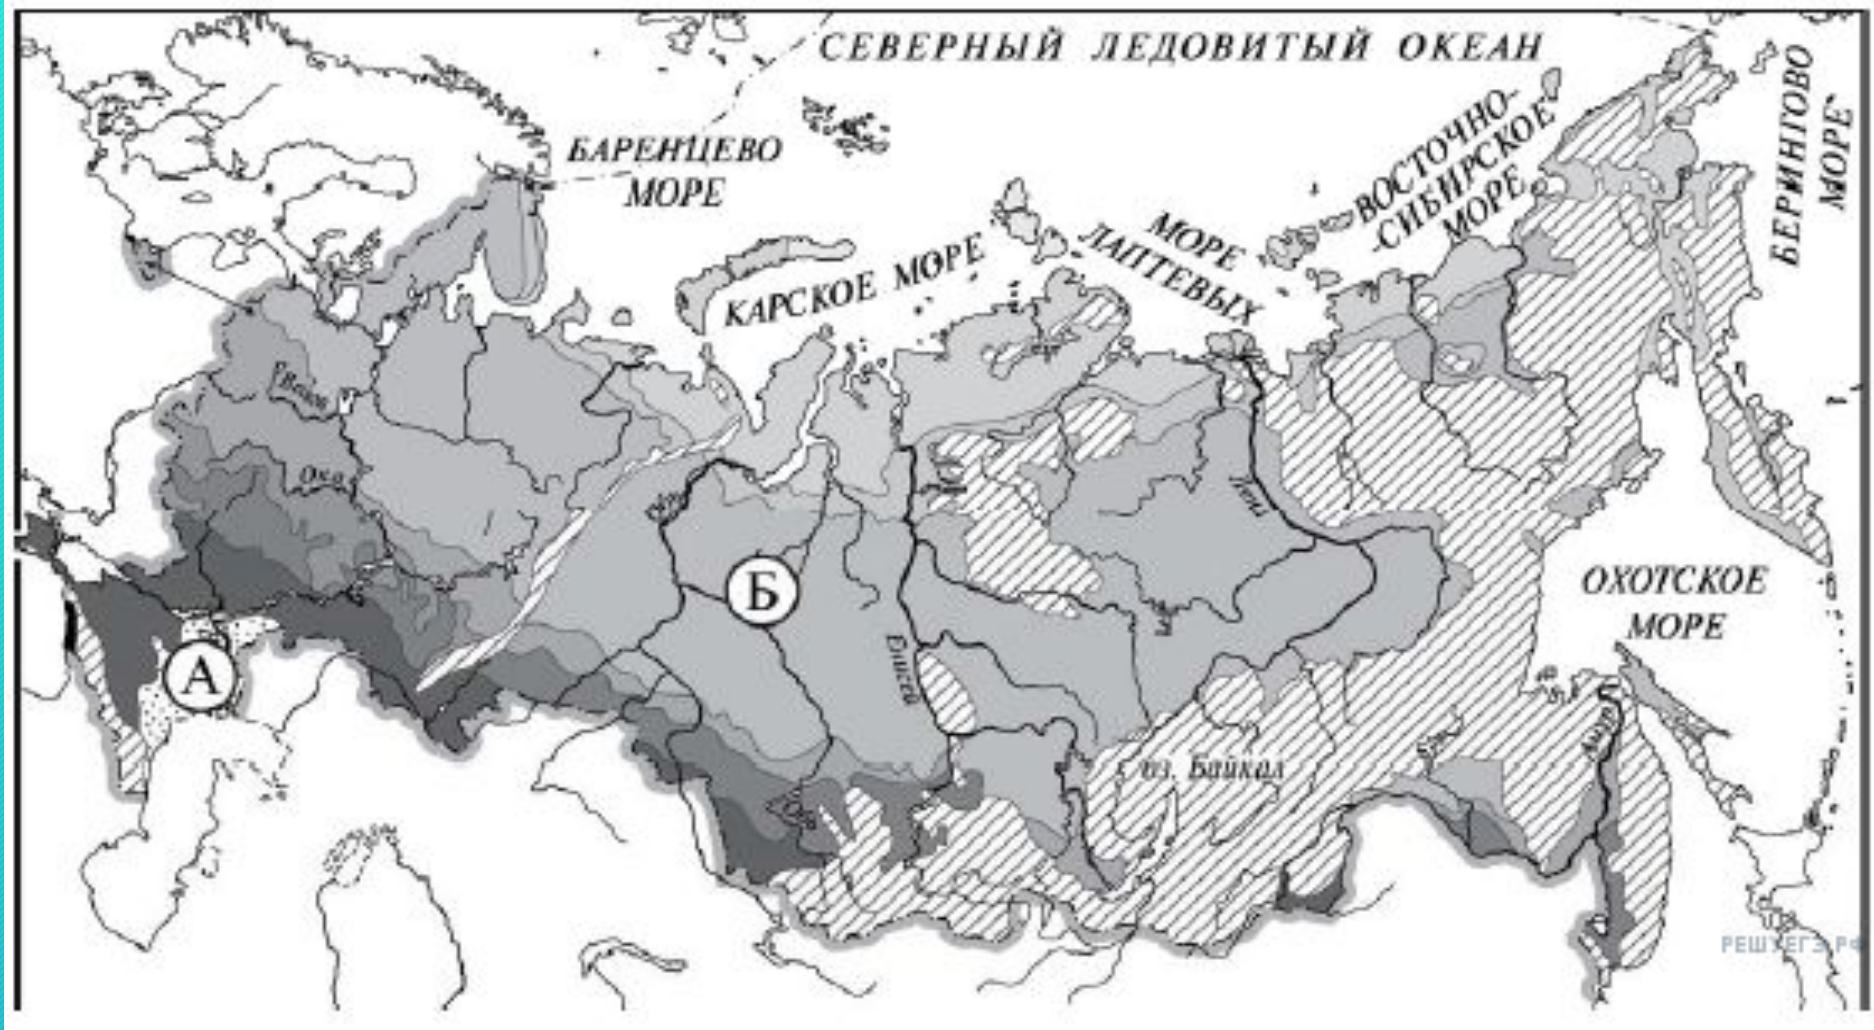 СЕВЕРНЫЙ ЛЕДОВИТЫЙ ОКЕАН
БАРЕНЦЕВО
МОРЕ
КАРСКОЕ МОРЕ
МОРЕ
ЛАПТЕВЫХ
ВОСТОЧНО-
-СИБИРСКОЕ
МОРЕ
БЕРИНГОВО
МОРЕ
Ока
Лена
Б
ОХОТСКОЕ
МОРЕ
А
Енисей
Амур
оз. Байкал
РЕШУЕГЭ.РФ